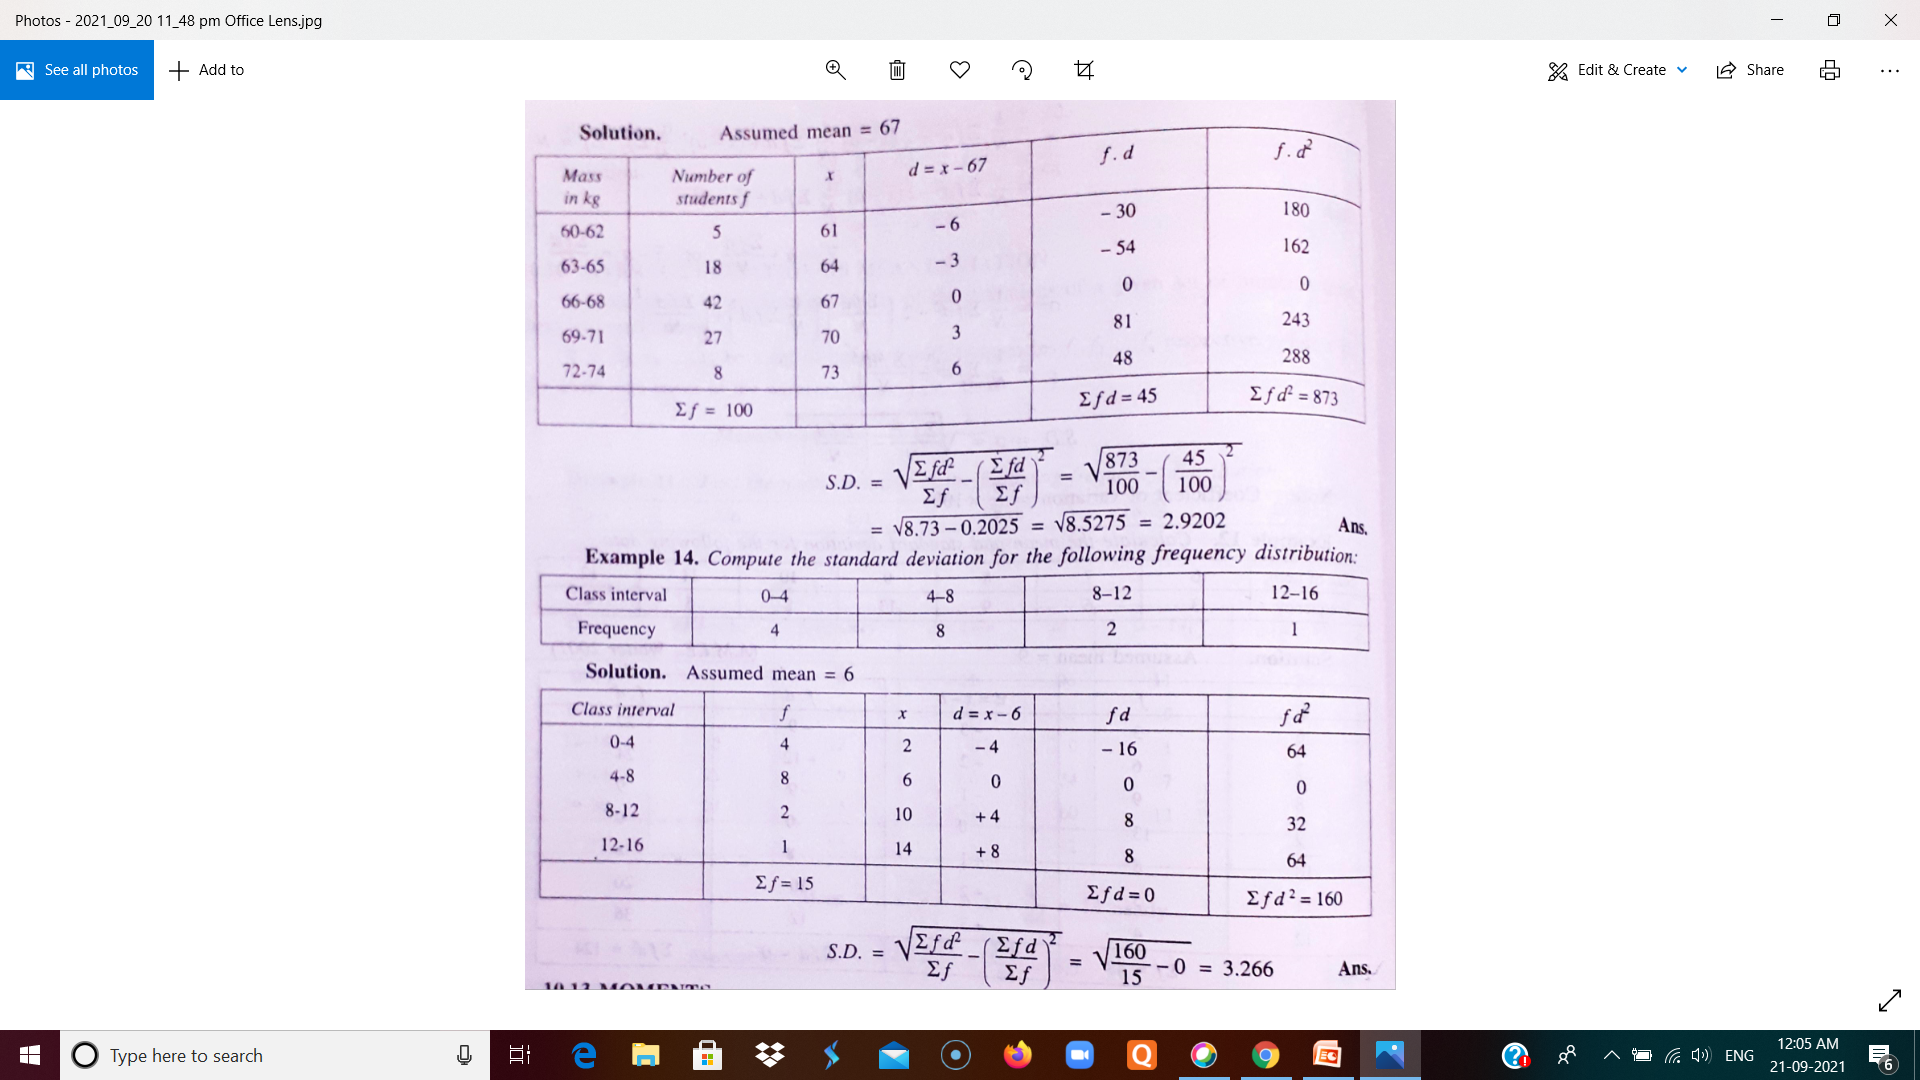 Photos - 2021_09_20 11_48 pm Office Lens.jpg
See all photos
Add to
Edit & Create
Share
Solution. Assumed mean = 67
Mass in kg | Number of students f | x | d = x – 67 | f . d | f . d²
60-62 5 61 – 6 – 30 180
63-65 18 64 – 3 – 54 162
66-68 42 67 0 0 0
69-71 27 70 3 81 243
72-74 8 73 6 48 288
Σf = 100 Σfd = 45 Σfd² = 873
S.D. = √(Σfd²/Σf – (Σfd/Σf)²) = √(873/100 – (45/100)²)
= √8.73 – 0.2025 = √8.5275 = 2.9202 Ans.
Example 14. Compute the standard deviation for the following frequency distribution:
Class interval 0–4 4–8 8–12 12–16
Frequency 4 8 2 1
Solution. Assumed mean = 6
Class interval f x d = x – 6 fd fd²
0-4 4 2 – 4 – 16 64
4-8 8 6 0 0 0
8-12 2 10 + 4 8 32
12-16 1 14 + 8 8 64
Σf = 15 Σfd = 0 Σfd² = 160
S.D. = √(Σfd²/Σf – (Σfd/Σf)²) = √(160/15 – 0) = 3.266 Ans.
10.13 MOMENTS
Type here to search
ENG
12:05 AM
21-09-2021
6